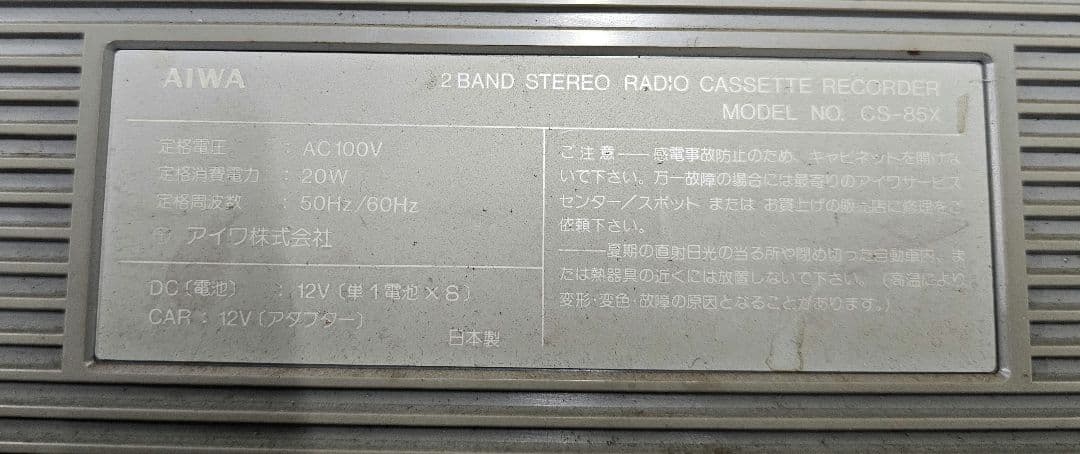 AIWA
2 BAND STEREO RADIO CASSETTE RECORDER
MODEL NO. CS-85X
定格電圧 : AC100V
定格消費電力 : 20W
定格周波数 : 50Hz/60Hz
アイワ株式会社
DC(電池) : 12V(単1電池×8)
CAR : 12V(アダプター)
日本製
ご注意——感電事故防止のため、キャビネットを開けな
いで下さい。万一故障の場合には最寄りのアイワサービス
センター/スポット または お買上げの販売店に修理をご
依頼下さい。
——夏期の直射日光の当る所や閉め切った自動車内、ま
たは熱器具の近くには放置しないで下さい。(高温により
変形・変色・故障の原因となることがあります。)